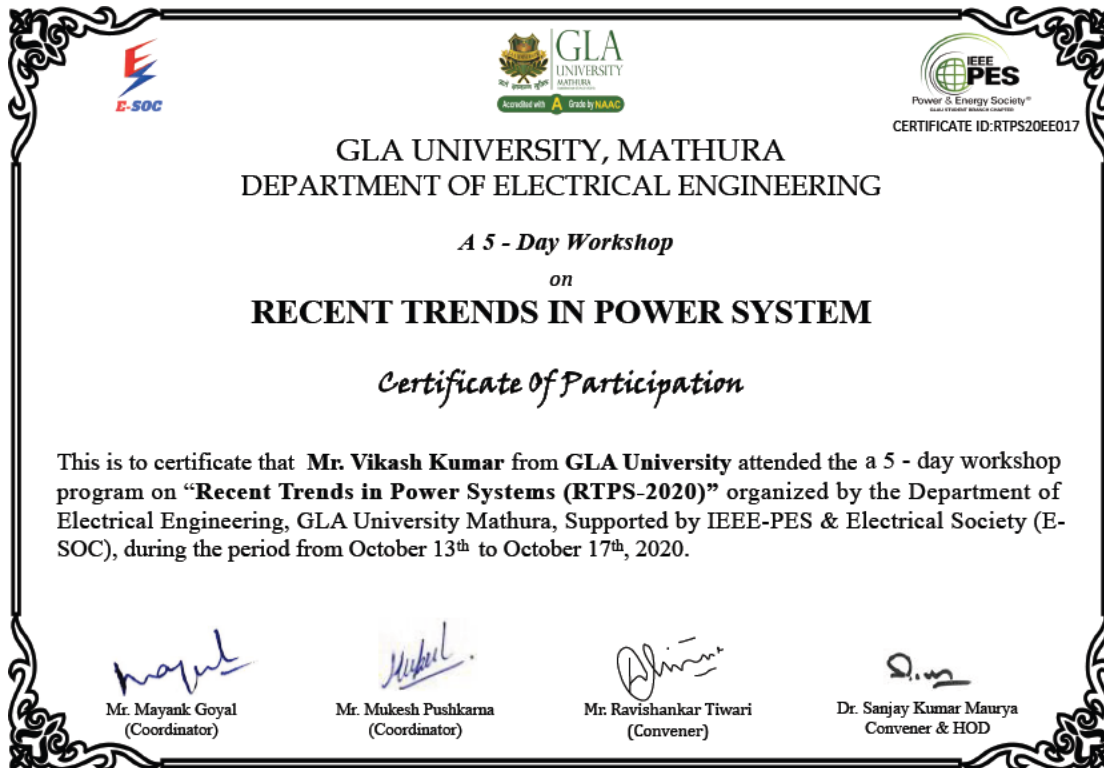 E-SOC
GLA
UNIVERSITY
MATHURA
Accredited with A Grade by NAAC
IEEE
PES
Power & Energy Society®
GLAU STUDENT BRANCH CHAPTER
CERTIFICATE ID:RTPS20EE017
GLA UNIVERSITY, MATHURA
DEPARTMENT OF ELECTRICAL ENGINEERING
A 5 - Day Workshop
on
RECENT TRENDS IN POWER SYSTEM
Certificate Of Participation
This is to certificate that Mr. Vikash Kumar from GLA University attended the a 5 - day workshop
program on “Recent Trends in Power Systems (RTPS-2020)” organized by the Department of
Electrical Engineering, GLA University Mathura, Supported by IEEE-PES & Electrical Society (E-
SOC), during the period from October 13th to October 17th, 2020.
Mr. Mayank Goyal
(Coordinator)
Mr. Mukesh Pushkarna
(Coordinator)
Mr. Ravishankar Tiwari
(Convener)
Dr. Sanjay Kumar Maurya
Convener & HOD